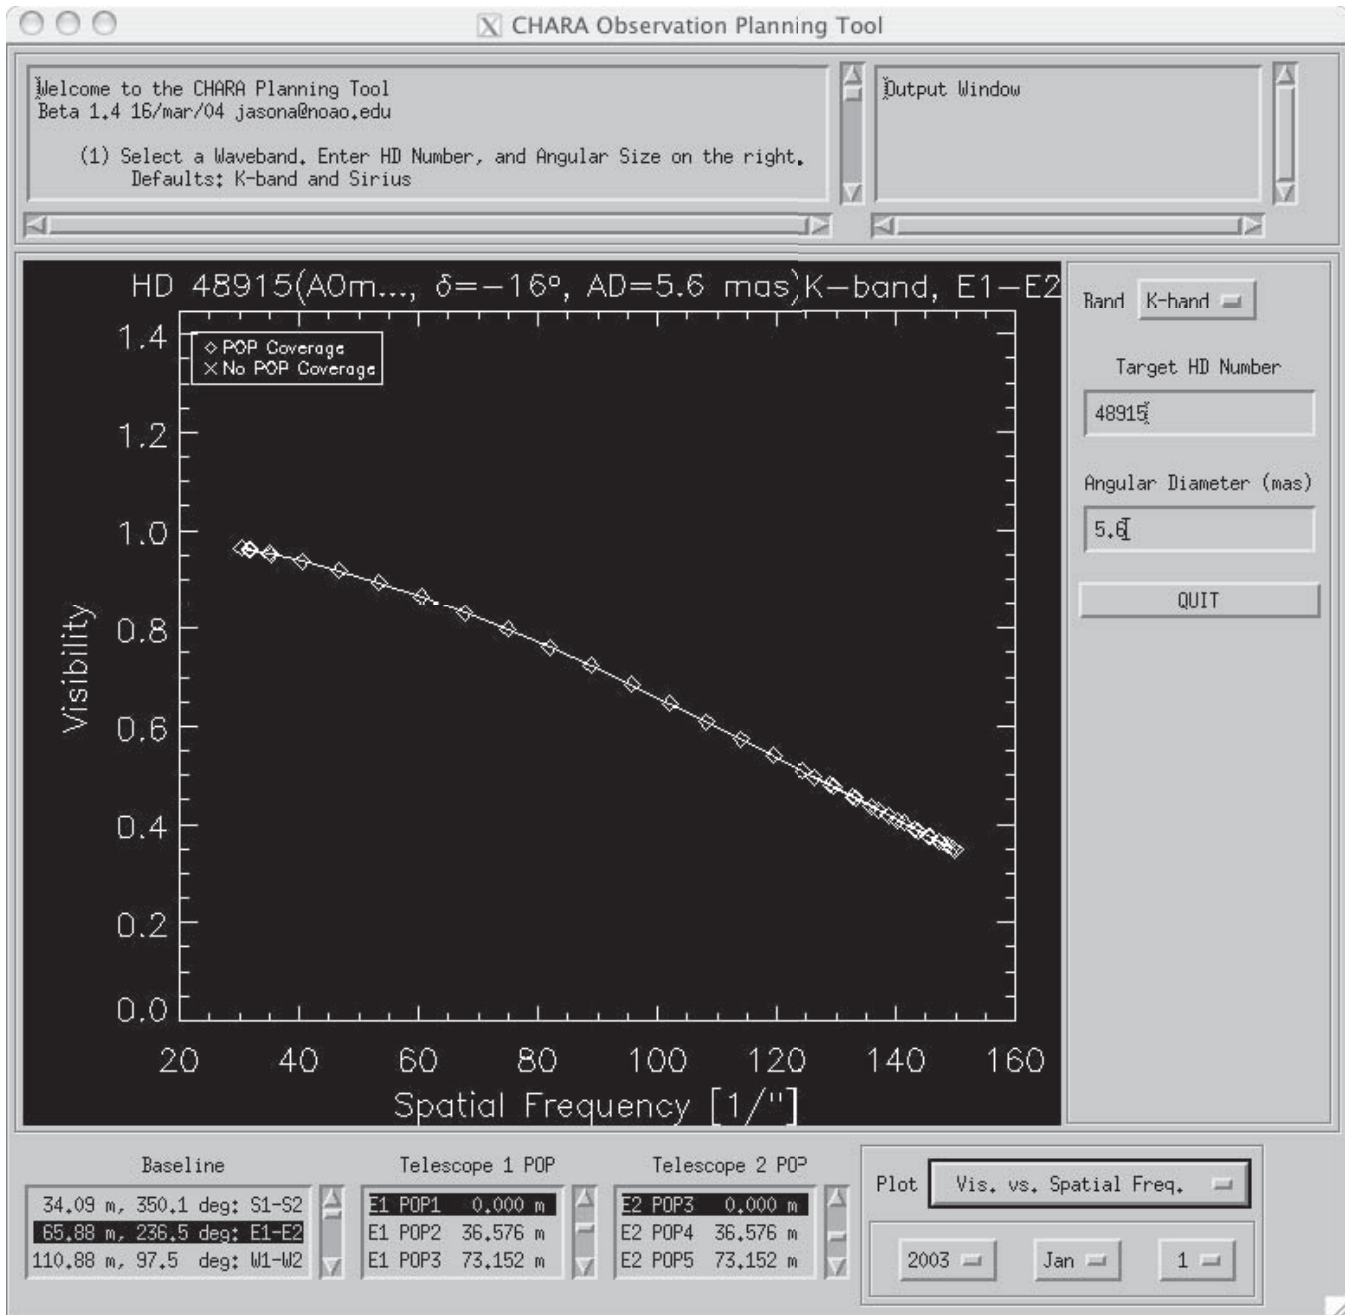 X CHARA Observation Planning Tool
Welcome to the CHARA Planning Tool
Beta 1.4 16/mar/04 jasona@noao.edu
(1) Select a Waveband. Enter HD Number, and Angular Size on the right.
Defaults: K-band and Sirius
Output Window
HD 48915(A0m..., δ=−16°, AD=5.6 mas)K−band, E1−E2
◇ POP Coverage
× No POP Coverage
1.4
1.2
1.0
0.8
0.6
0.4
0.2
0.0
Visibility
20 40 60 80 100 120 140 160
Spatial Frequency [1/"]
Band K-band
Target HD Number
48915
Angular Diameter (mas)
5.6
QUIT
Baseline
34.09 m, 350.1 deg: S1-S2
65.88 m, 236.5 deg: E1-E2
110.88 m, 97.5 deg: W1-W2
Telescope 1 POP
E1 POP1 0.000 m
E1 POP2 36.576 m
E1 POP3 73.152 m
Telescope 2 POP
E2 POP3 0.000 m
E2 POP4 36.576 m
E2 POP5 73.152 m
Plot Vis. vs. Spatial Freq.
2003 Jan 1